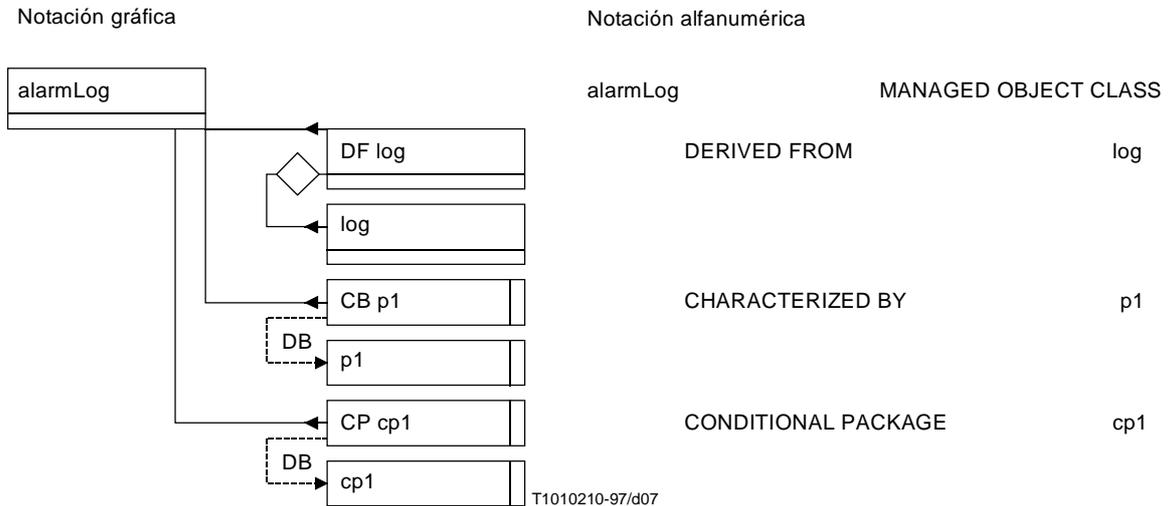 Notación gráfica
Notación alfanumérica
alarmLog
alarmLog MANAGED OBJECT CLASS
DF log
DERIVED FROM log
log
CB p1
CHARACTERIZED BY p1
DB
p1
CP cp1
CONDITIONAL PACKAGE cp1
DB
cp1
T1010210-97/d07